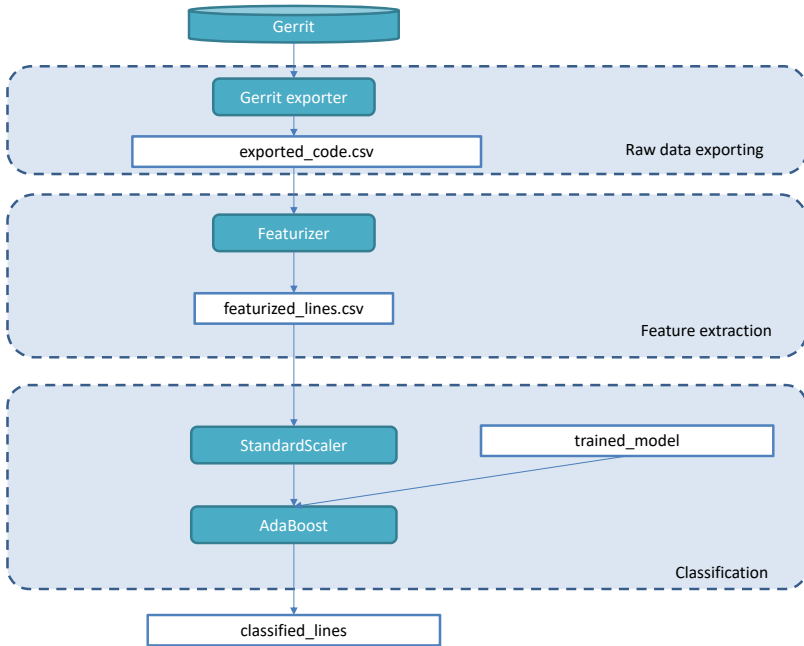 Gerrit
Gerrit exporter
exported_code.csv
Raw data exporting
Featurizer
featurized_lines.csv
Feature extraction
StandardScaler
trained_model
AdaBoost
Classification
classified_lines